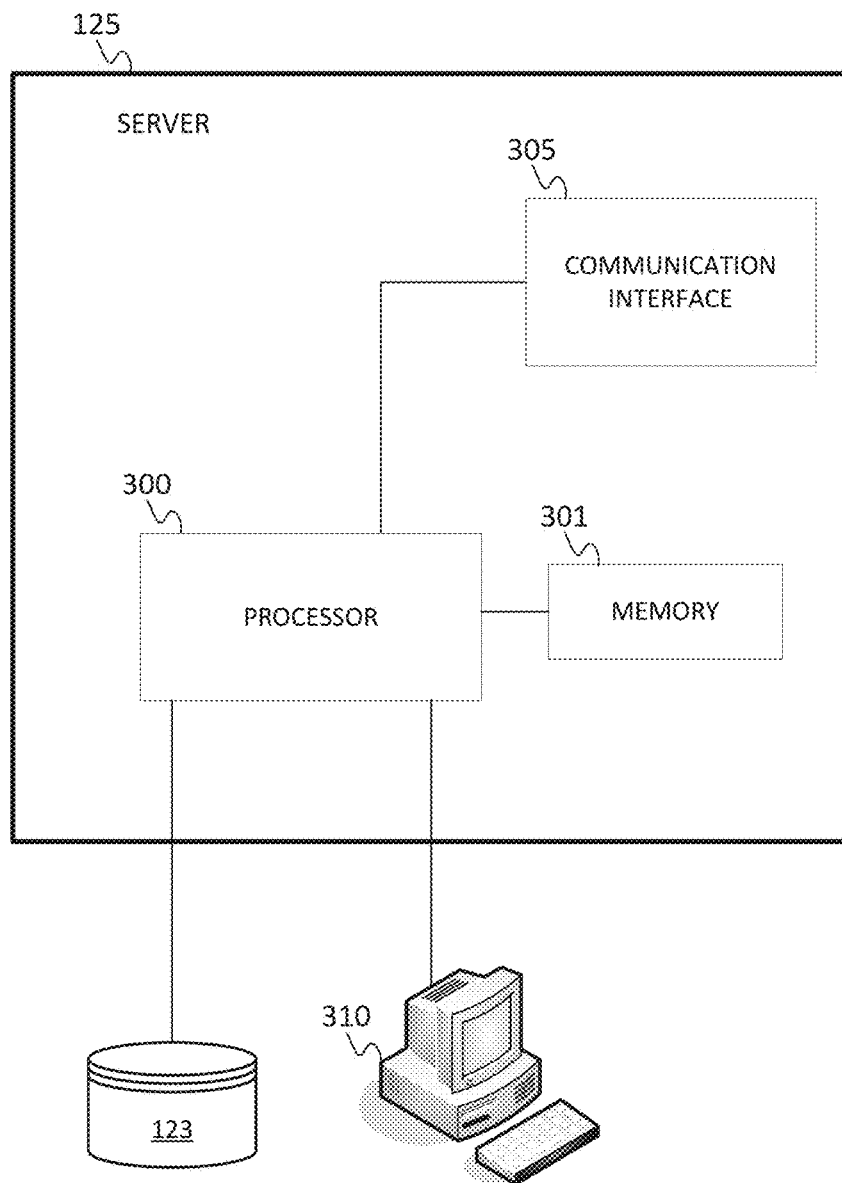 125
SERVER
305
COMMUNICATION
INTERFACE
300
301
PROCESSOR
MEMORY
310
123